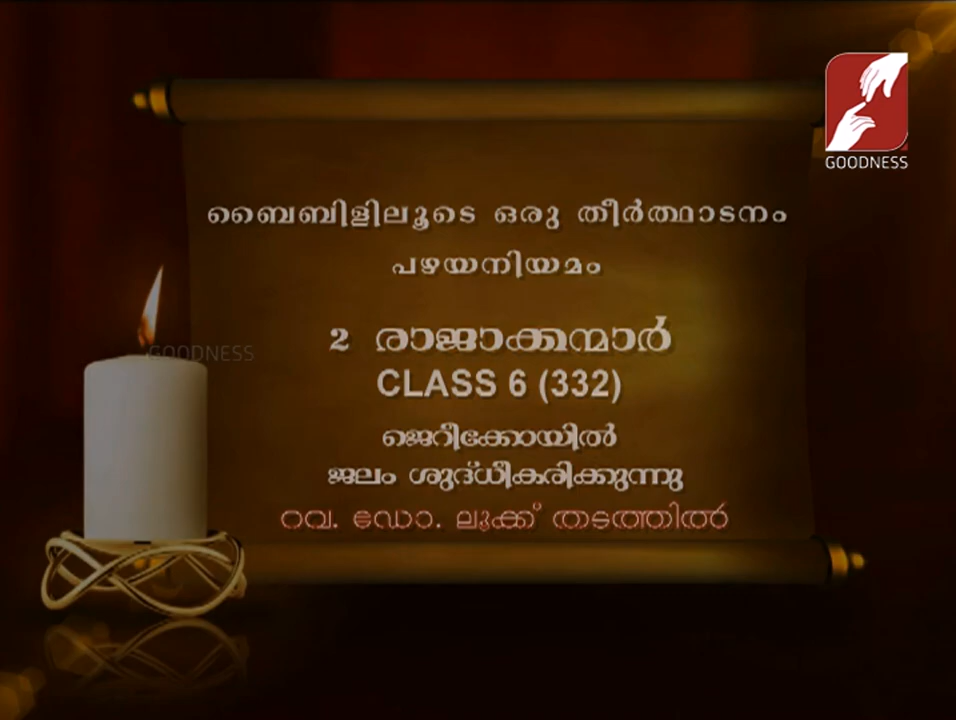 GOODNESS
ബൈബിളിലൂടെ ഒരു തീർത്ഥാടനം
പഴയനിയമം
2 രാജാക്കന്മാർ
GOODNESS
CLASS 6 (332)
ജെറീക്കോയിൽ
ജലം ശുദ്ധീകരിക്കുന്നു
റവ. ഡോ. ലൂക്ക് തടത്തിൽ